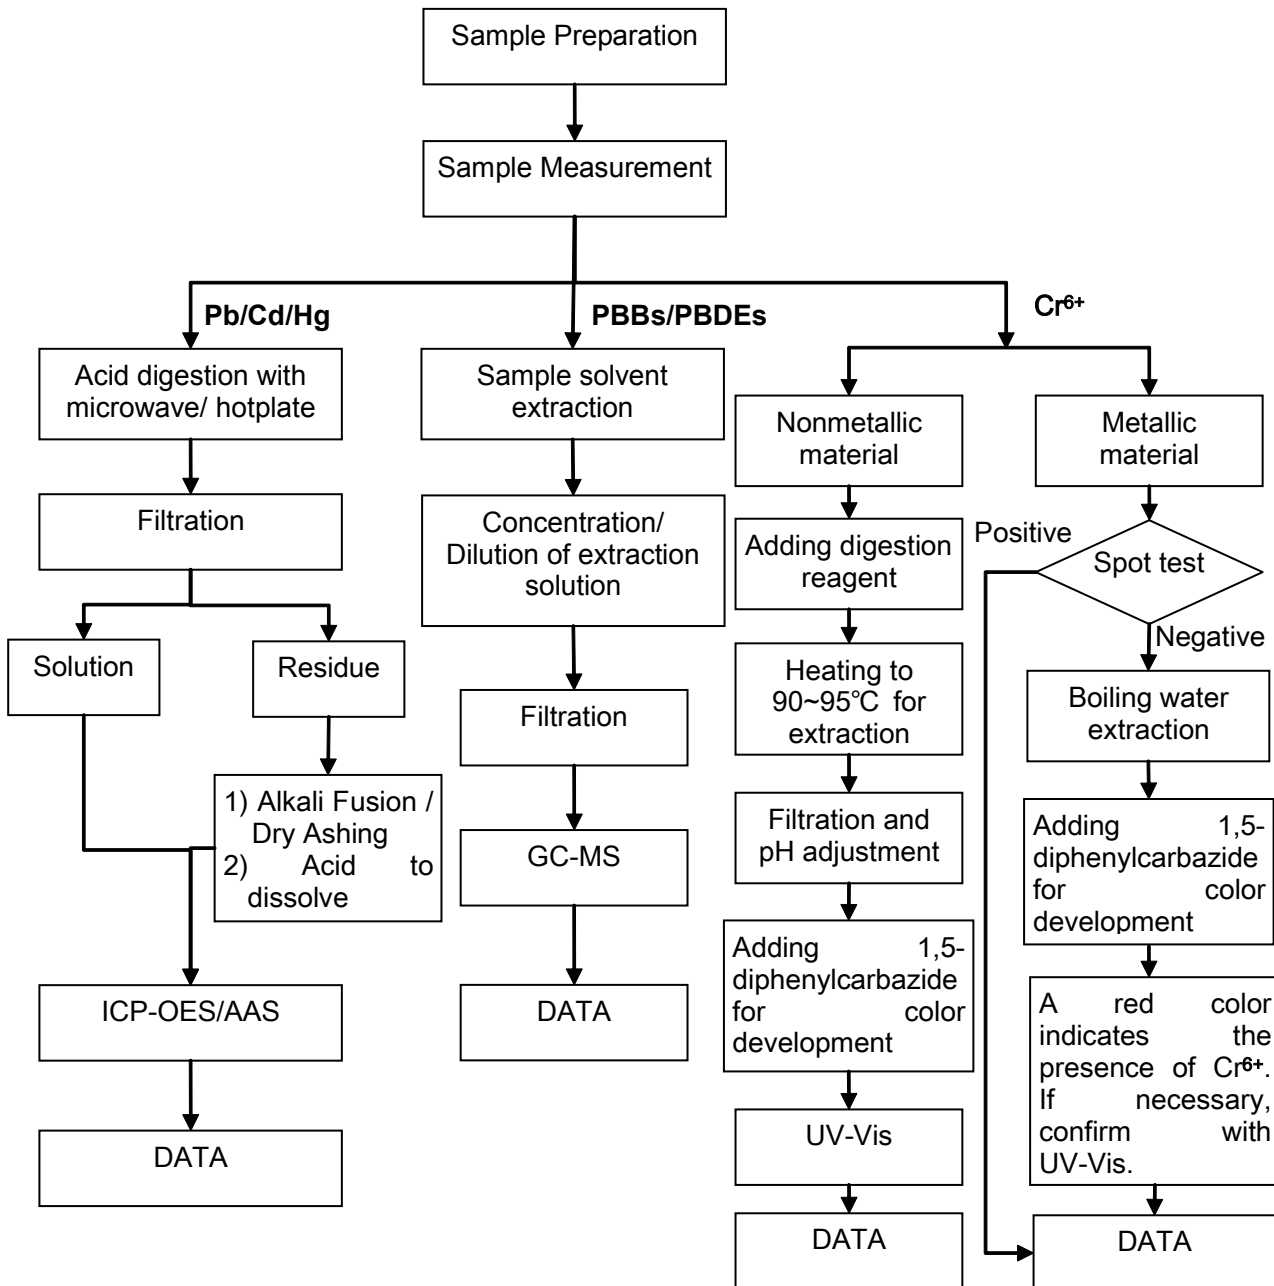 Sample Preparation
Sample Measurement
Pb/Cd/Hg
PBBs/PBDEs
Cr⁶⁺
Acid digestion with
microwave/ hotplate
Filtration
Solution
Residue
1) Alkali Fusion /
Dry Ashing
2) Acid to
dissolve
ICP-OES/AAS
DATA
Sample solvent
extraction
Concentration/
Dilution of extraction
solution
Filtration
GC-MS
DATA
Nonmetallic
material
Adding digestion
reagent
Heating to
90~95℃ for
extraction
Filtration and
pH adjustment
Adding 1,5-
diphenylcarbazide
for color
development
UV-Vis
DATA
Metallic
material
Positive
Spot test
Negative
Boiling water
extraction
Adding 1,5-
diphenylcarbazide
for color
development
A red color
indicates the
presence of Cr⁶⁺.
If necessary,
confirm with
UV-Vis.
DATA